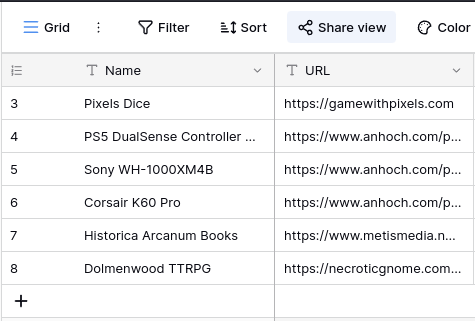 Grid Filter Sort Share view Color
Name URL
3 Pixels Dice https://gamewithpixels.com
4 PS5 DualSense Controller ... https://www.anhoch.com/p...
5 Sony WH-1000XM4B https://www.anhoch.com/p...
6 Corsair K60 Pro https://www.anhoch.com/p...
7 Historica Arcanum Books https://www.metismedia.n...
8 Dolmenwood TTRPG https://necroticgnome.com...